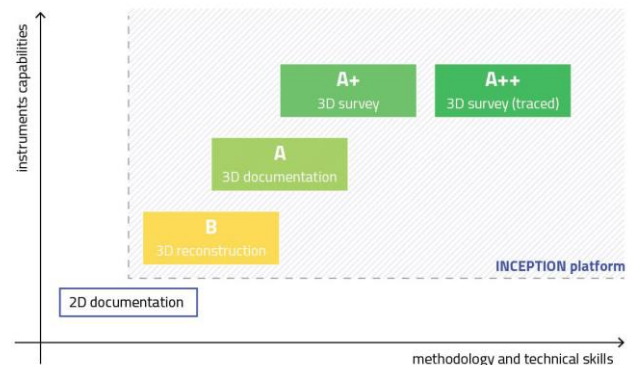 instruments capabilities
A+
3D survey
A++
3D survey (traced)
A
3D documentation
B
3D reconstruction
INCEPTION platform
2D documentation
methodology and technical skills